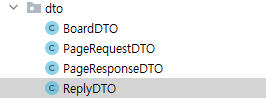 dto
C BoardDTO
C PageRequestDTO
C PageResponseDTO
C ReplyDTO